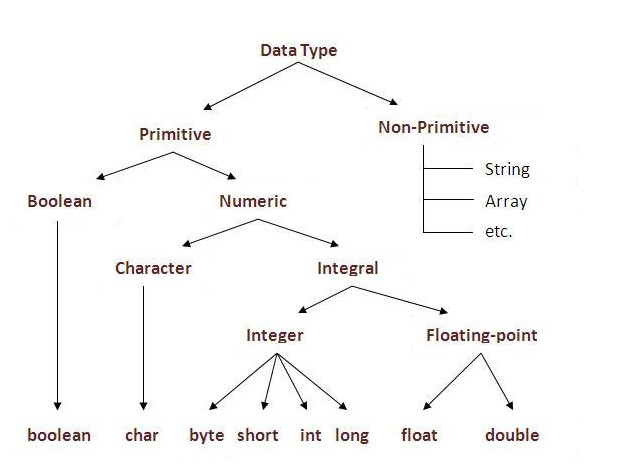 Data Type
Primitive
Non-Primitive
String
Array
etc.
Boolean
Numeric
Character
Integral
Integer
Floating-point
boolean char byte short int long float double